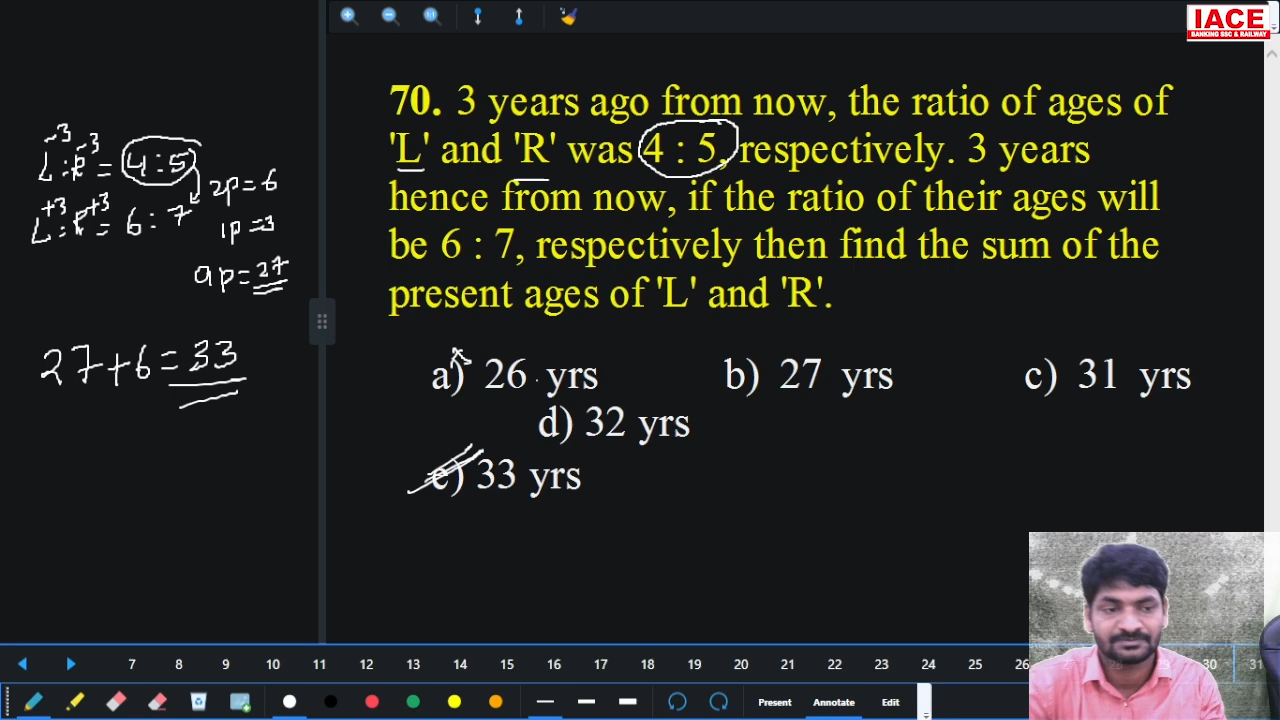 IACE
BANKING SSC & RAILWAY
70. 3 years ago from now, the ratio of ages of
'L' and 'R' was 4 : 5, respectively. 3 years
hence from now, if the ratio of their ages will
be 6 : 7, respectively then find the sum of the
present ages of 'L' and 'R'.
a) 26 yrs b) 27 yrs c) 31 yrs
d) 32 yrs
e) 33 yrs
-3 -3
L : R = 4 : 5
2p = 6
+3 +3
L : R = 6 : 7
1p = 3
9p = 27
27+6 = 33
7 8 9 10 11 12 13 14 15 16 17 18 19 20 21 22 23 24 25 26 30 31
Present Annotate Edit